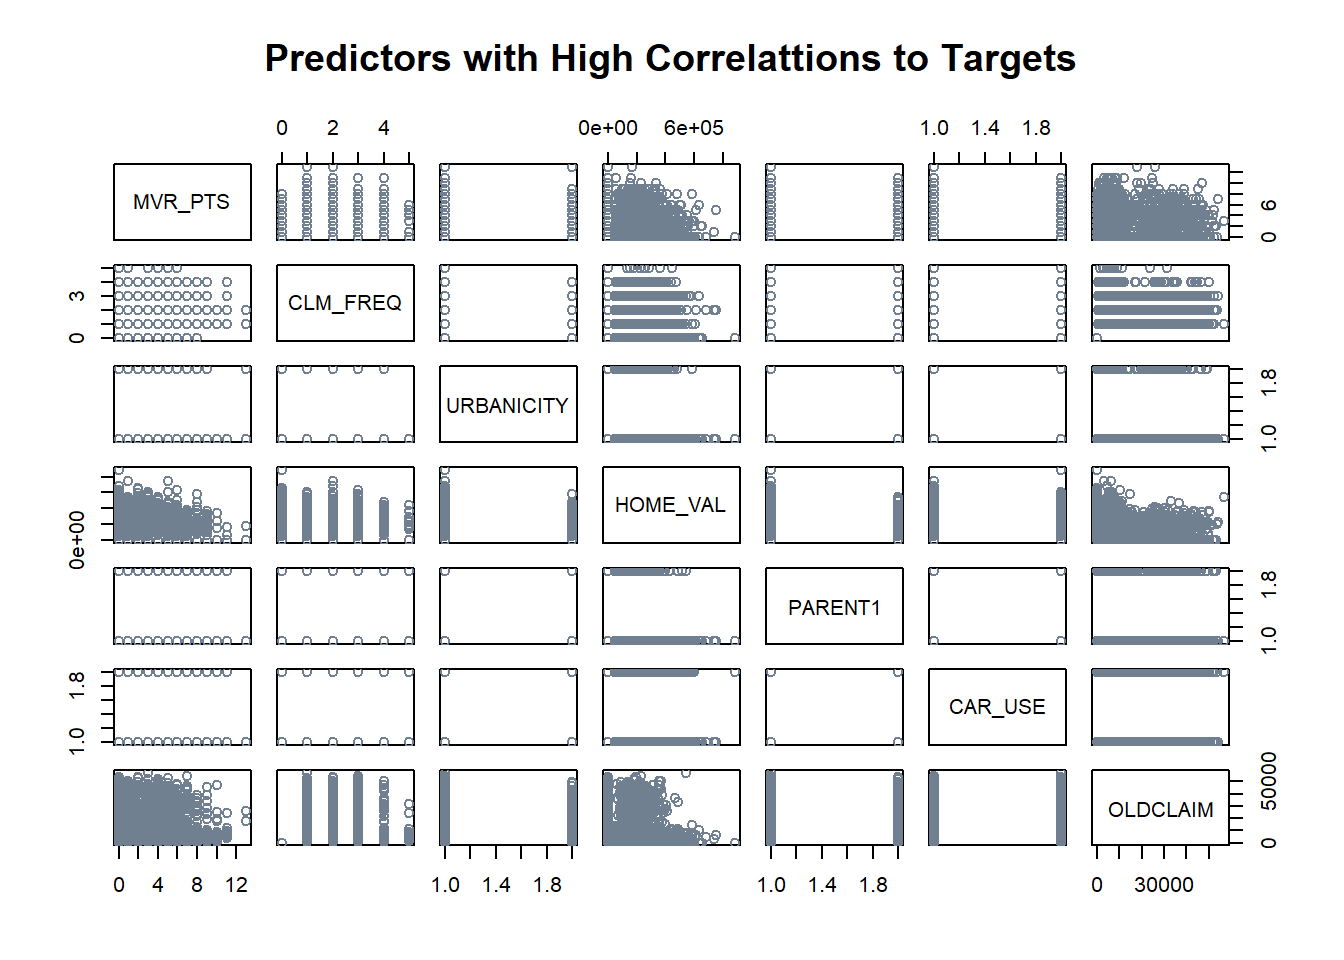 Predictors with High Correlattions to Targets
0 2 4 0e+00 6e+05 1.0 1.4 1.8
MVR_PTS 0 6
0 3 CLM_FREQ
URBANICITY 1.0 1.8
0e+00 HOME_VAL
PARENT1 1.0 1.8
1.0 1.8 CAR_USE
OLDCLAIM 0 50000
0 4 8 12 1.0 1.4 1.8 1.0 1.4 1.8 0 30000